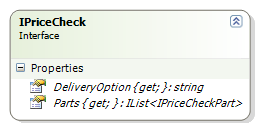 IPriceCheck
Interface
Properties
DeliveryOption { get; } : string
Parts { get; } : IList<IPriceCheckPart>